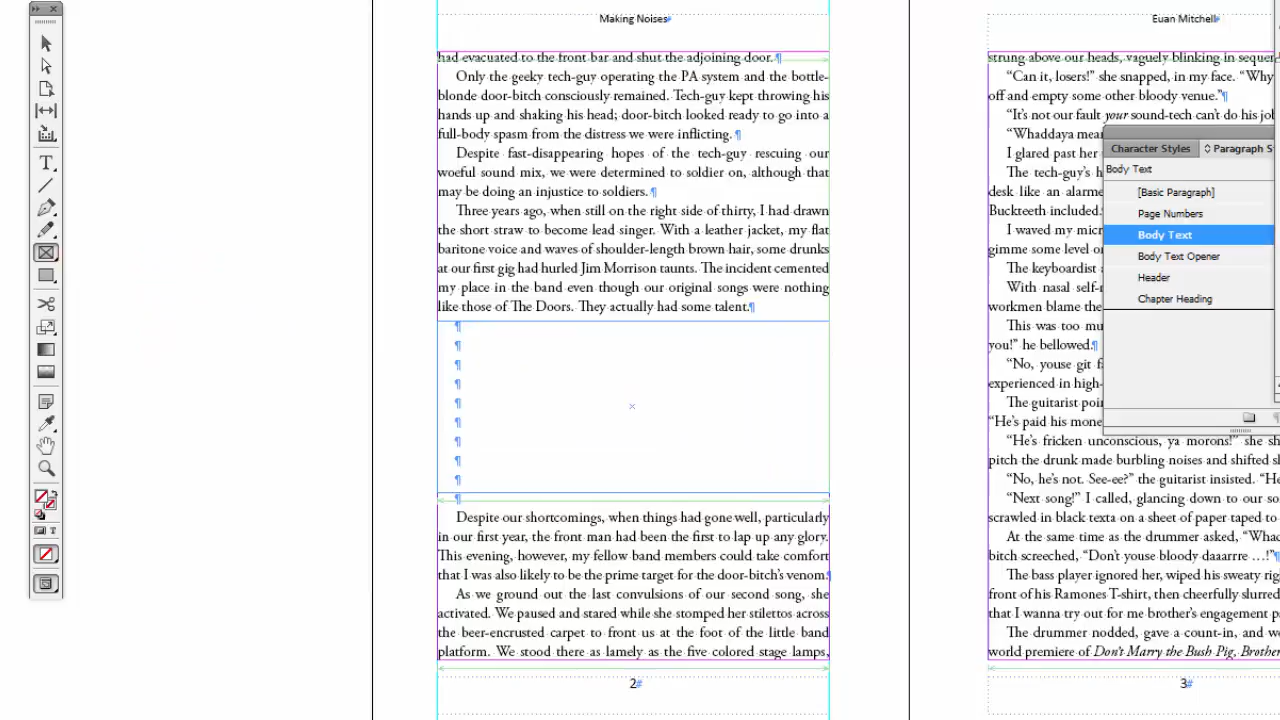 Making Noises
had evacuated to the front bar and shut the adjoining door.
Only the geeky tech-guy operating the PA system and the bottle-
blonde door-bitch consciously remained. Tech-guy kept throwing his
hands up and shaking his head; door-bitch looked ready to go into a
full-body spasm from the distress we were inflicting.
Despite fast-disappearing hopes of the tech-guy rescuing our
woeful sound mix, we were determined to soldier on, although that
may be doing an injustice to soldiers.
Three years ago, when still on the right side of thirty, I had drawn
the short straw to become lead singer. With a leather jacket, my flat
baritone voice and waves of shoulder-length brown hair, some drunks
at our first gig had hurled Jim Morrison taunts. The incident cemented
my place in the band even though our original songs were nothing
like those of The Doors. They actually had some talent.
Despite our shortcomings, when things had gone well, particularly
in our first year, the front man had been the first to lap up any glory.
This evening, however, my fellow band members could take comfort
that I was also likely to be the prime target for the door-bitch's venom.
As we ground out the last convulsions of our second song, she
activated. We paused and stared while she stomped her stilettos across
the beer-encrusted carpet to front us at the foot of the little band
platform. We stood there as lamely as the five colored stage lamps,
2
Euan Mitchell
strung above our heads, vaguely blinking in sequen
“Can it, losers!” she snapped, in my face. “Why
off and empty some other bloody venue.”
“It's not our fault your sound-tech can't do his jo
“Whaddaya mea
I glared past her
The tech-guy's h
desk like an alarme
Buckteeth included.
I waved my micr
gimme some level o
The keyboardist
With nasal self-
workmen blame the
This was too mu
you!” he bellowed.
“No, youse git f
experienced in high-
The guitarist poi
“He's paid his mone
“He's fricken unconscious, ya morons!” she sh
pitch the drunk made burbling noises and shifted sl
“No, he's not. See-ee?” the guitarist insisted. “He
“Next song!” I called, glancing down to our so
scrawled in black texta on a sheet of paper taped to
At the same time as the drummer asked, “Whac
bitch screeched, “Don't youse bloody daaarrre …!”
The bass player ignored her, wiped his sweaty rig
front of his Ramones T-shirt, then cheerfully slurred
that I wanna try out for me brother's engagement p
The drummer nodded, gave a count-in, and w
world premiere of Don't Marry the Bush Pig, Brother
3
Character Styles
Paragraph S
Body Text
[Basic Paragraph]
Page Numbers
Body Text
Body Text Opener
Header
Chapter Heading